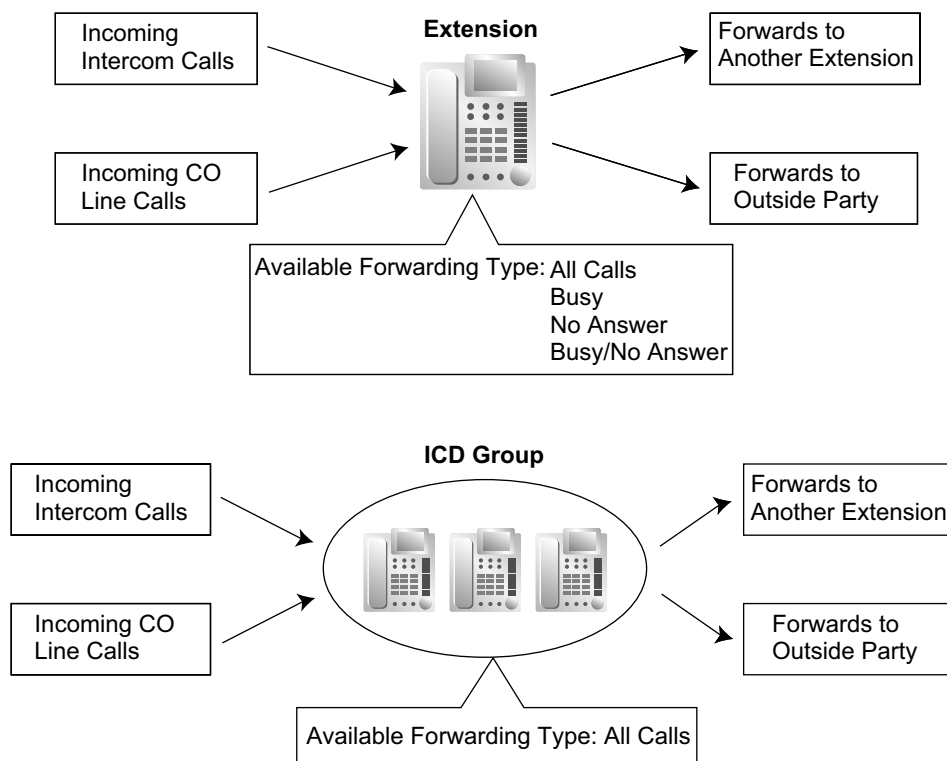 Incoming
Intercom Calls
Extension
Forwards to
Another Extension
Incoming CO
Line Calls
Forwards to
Outside Party
Available Forwarding Type: All Calls
Busy
No Answer
Busy/No Answer
ICD Group
Incoming
Intercom Calls
Forwards to
Another Extension
Incoming CO
Line Calls
Forwards to
Outside Party
Available Forwarding Type: All Calls